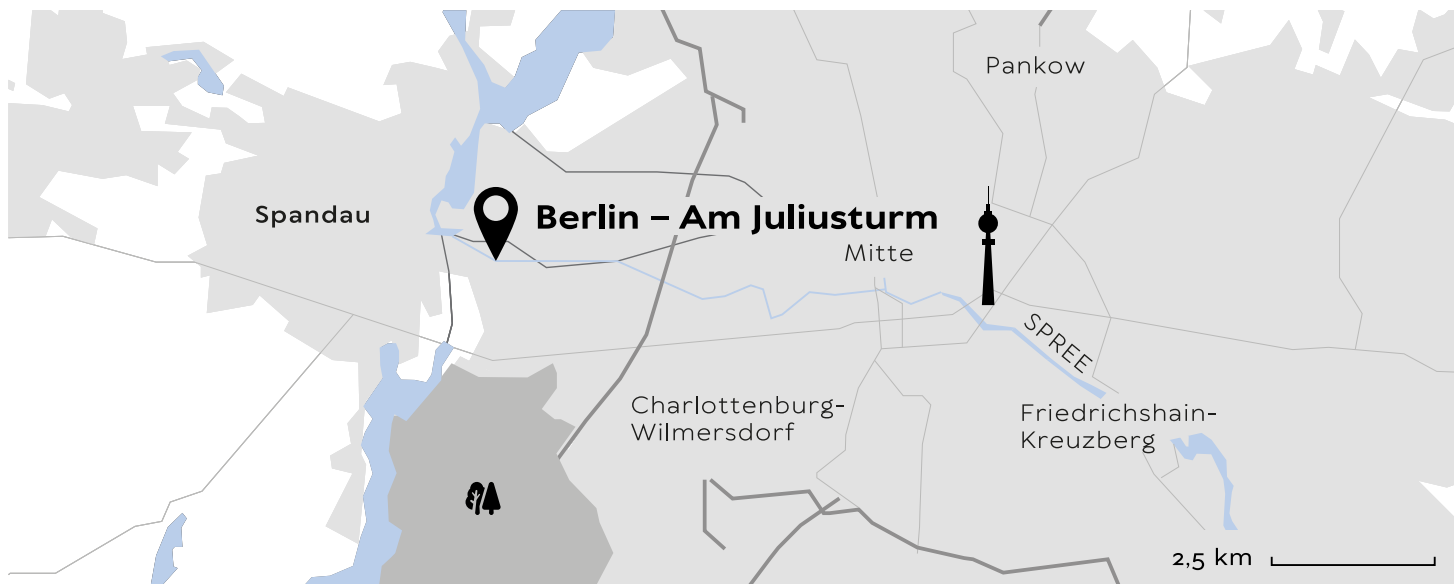 Pankow
Spandau
Berlin – Am Juliusturm
Mitte
SPREE
Charlottenburg-
Wilmersdorf
Friedrichshain-
Kreuzberg
2,5 km